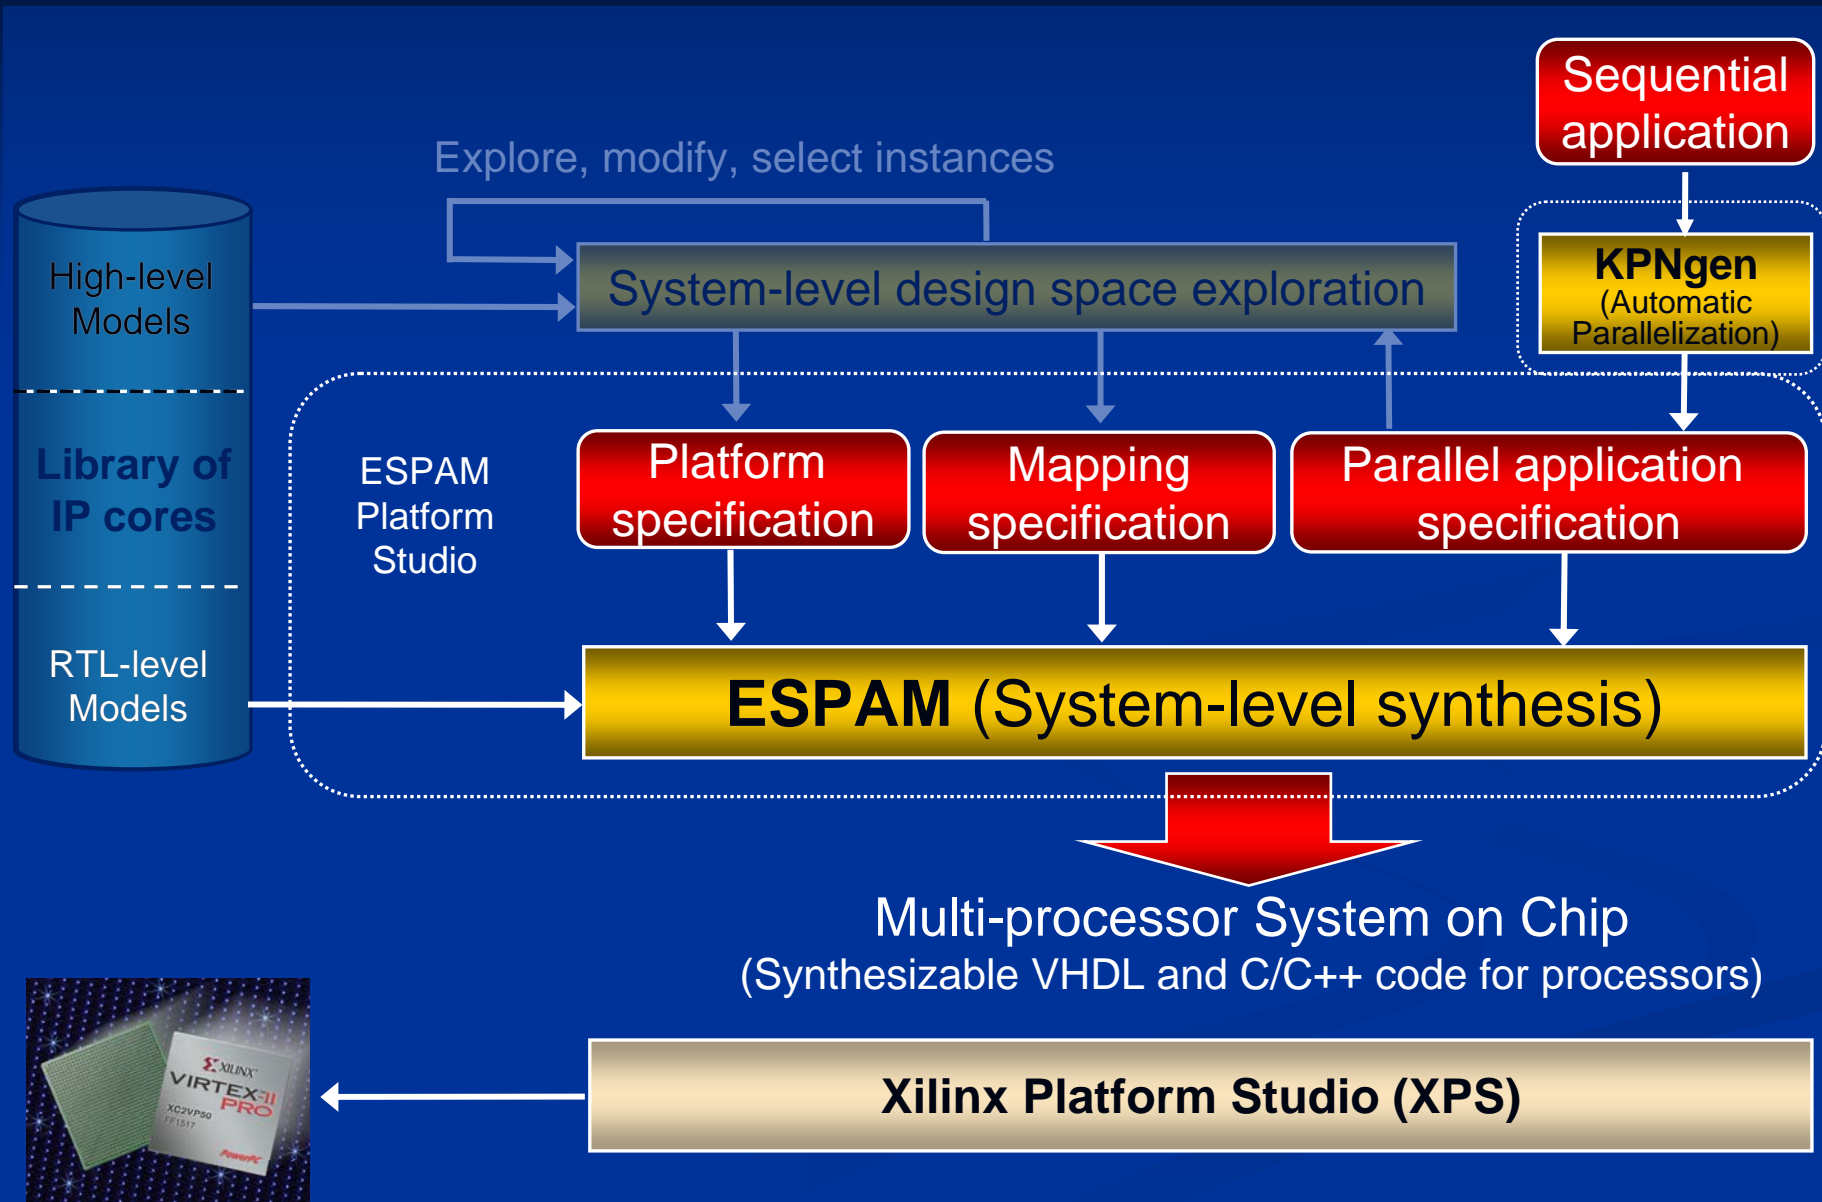 Sequential
application
Explore, modify, select instances
High-level
Models
System-level design space exploration
KPNgen
(Automatic
Parallelization)
Library of
IP cores
ESPAM
Platform
Studio
Platform
specification
Mapping
specification
Parallel application
specification
RTL-level
Models
ESPAM (System-level synthesis)
Multi-processor System on Chip
(Synthesizable VHDL and C/C++ code for processors)
XILINX
VIRTEX-II
PRO
XC2VP50
FF1517
PowerPC
Xilinx Platform Studio (XPS)